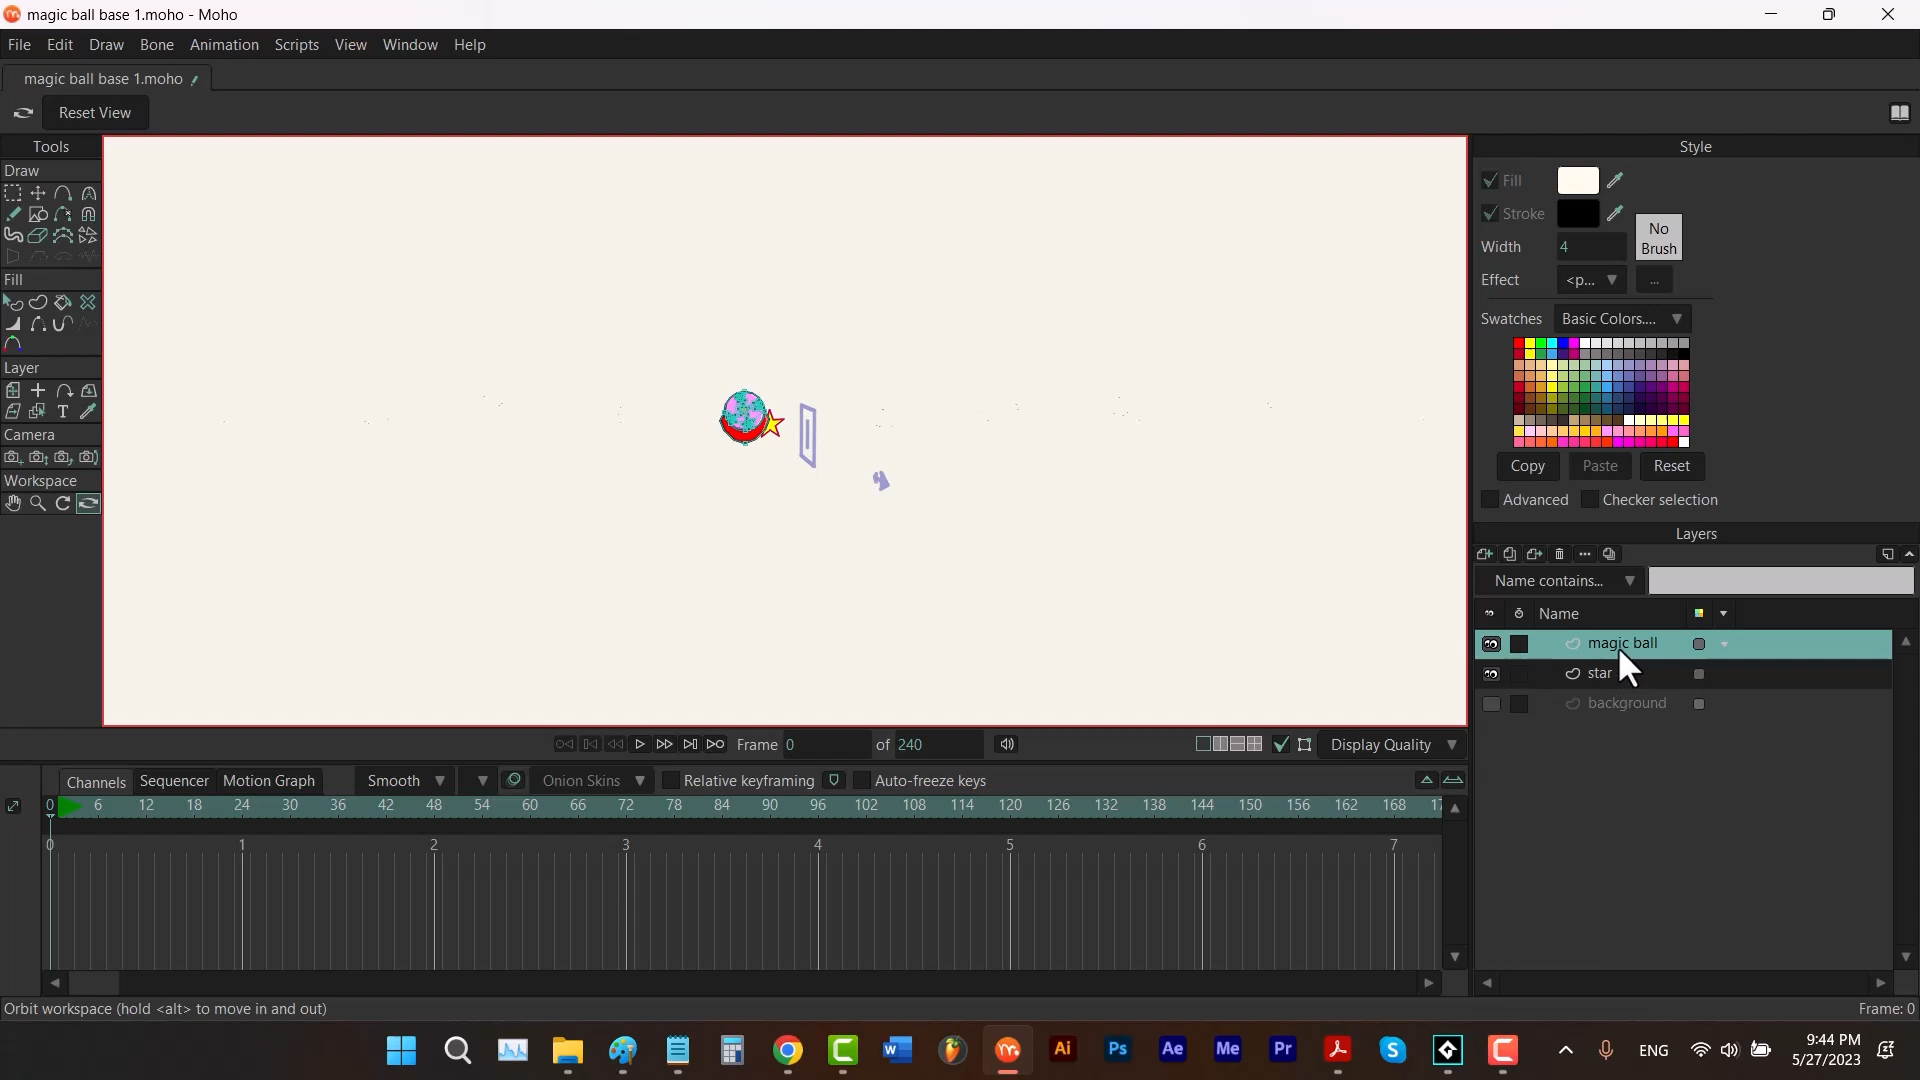 magic ball base 1.moho - Moho
File Edit Draw Bone Animation Scripts View Window Help
magic ball base 1.moho
Reset View
Tools
Draw
Fill
Layer
T
Camera
Workspace
Style
Fill
Stroke
No Brush
Width 4
Effect <p... ...
Swatches Basic Colors....
Copy Paste Reset
Advanced Checker selection
Layers
Name contains...
Name
magic ball
star
background
Frame 0 of 240 Display Quality
Channels Sequencer Motion Graph Smooth Onion Skins Relative keyframing Auto-freeze keys
0 6 12 18 24 30 36 42 48 54 60 66 72 78 84 90 96 102 108 114 120 126 132 138 144 150 156 162 168 17
0 1 2 3 4 5 6 7
Orbit workspace (hold <alt> to move in and out) Frame: 0
W Ai Ps Ae Me Pr S ENG
9:44 PM
5/27/2023